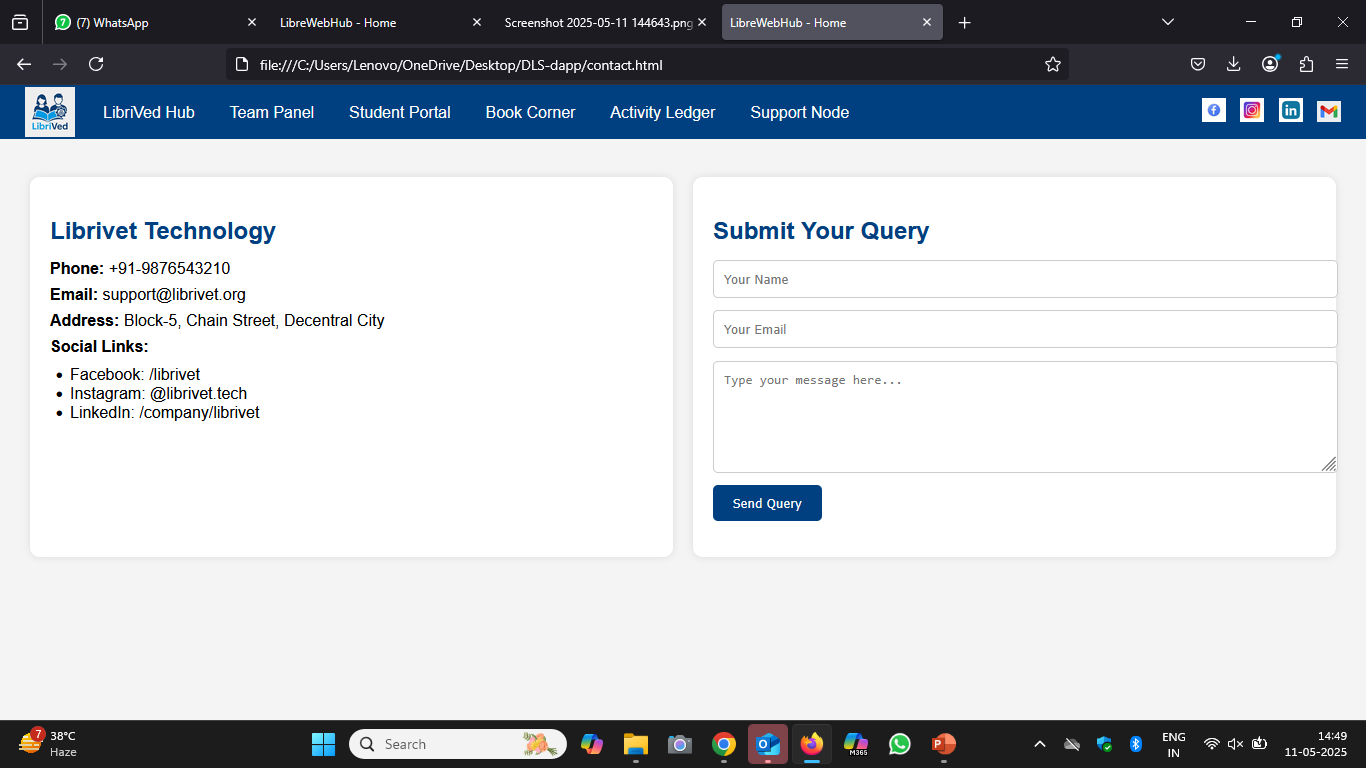 (7) WhatsApp
LibreWebHub - Home
Screenshot 2025-05-11 144643.png
LibreWebHub - Home
file:///C:/Users/Lenovo/OneDrive/Desktop/DLS-dapp/contact.html
LibriVed
LibriVed Hub
Team Panel
Student Portal
Book Corner
Activity Ledger
Support Node
Librivet Technology
Phone: +91-9876543210
Email: support@librivet.org
Address: Block-5, Chain Street, Decentral City
Social Links:
Facebook: /librivet
Instagram: @librivet.tech
LinkedIn: /company/librivet
Submit Your Query
Your Name
Your Email
Type your message here...
Send Query
7
38°C
Haze
Search
M365
ENG
IN
14:49
11-05-2025